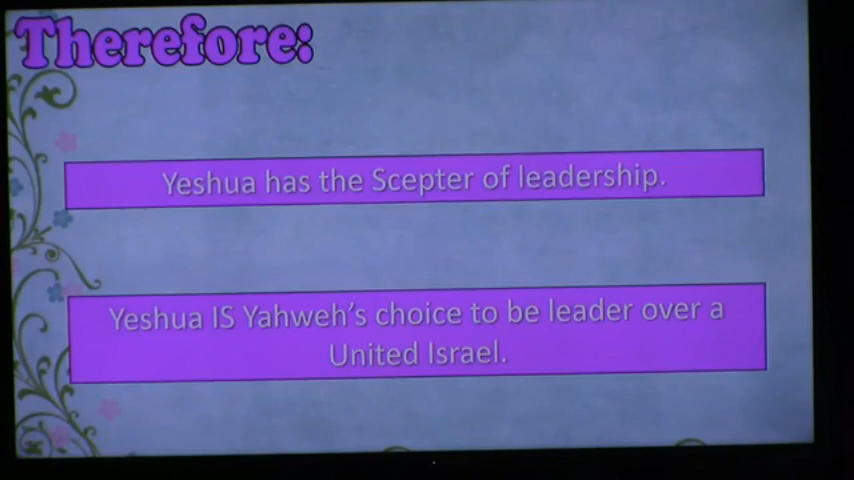 Therefore:
Yeshua has the Scepter of leadership.
Yeshua IS Yahweh's choice to be leader over a
United Israel.